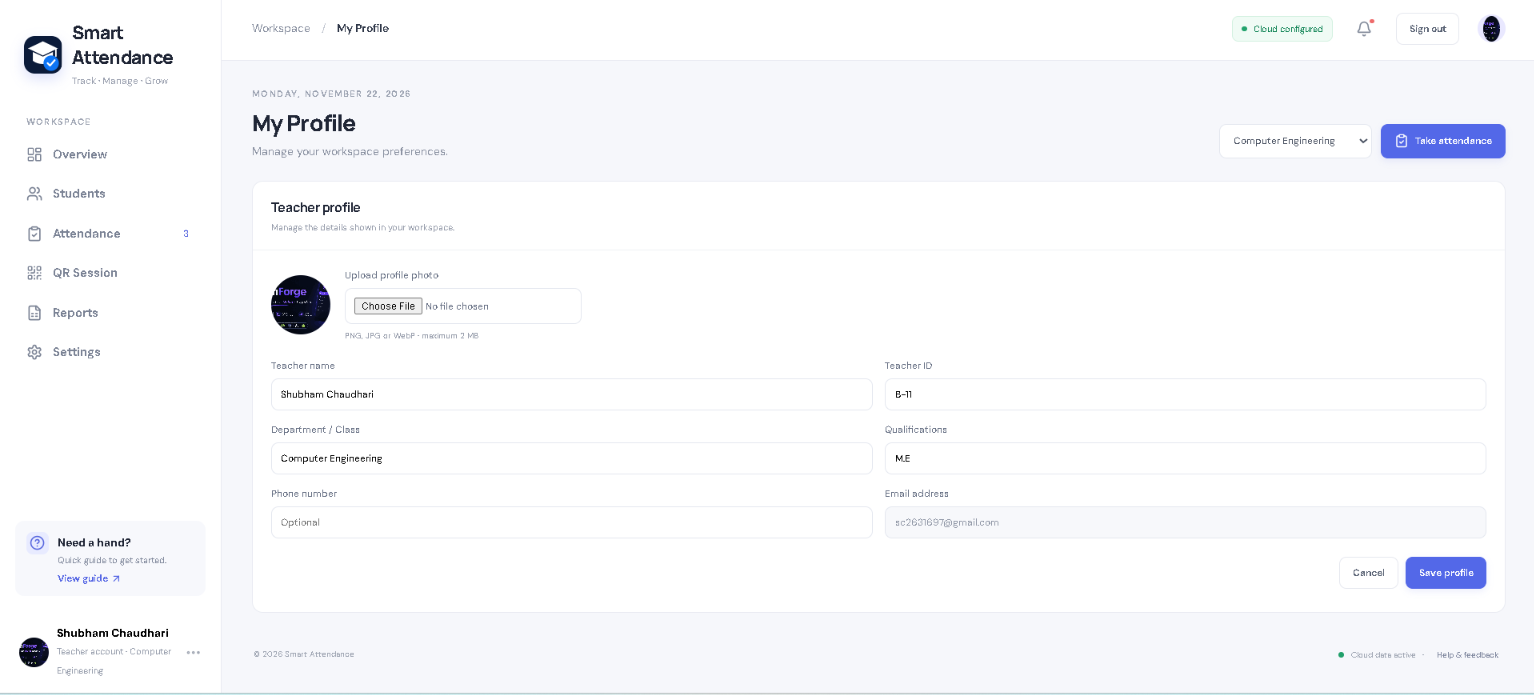 Smart
Attendance
Track · Manage · Grow
WORKSPACE
Overview
Students
Attendance 3
QR Session
Reports
Settings
Need a hand?
Quick guide to get started.
View guide
Shubham Chaudhari
Teacher account · Computer
Engineering
Workspace / My Profile
Cloud configured
Sign out
MONDAY, NOVEMBER 22, 2026
My Profile
Manage your workspace preferences.
Computer Engineering
Take attendance
Teacher profile
Manage the details shown in your workspace.
Forge
Upload profile photo
Choose File No file chosen
PNG, JPG or WebP · maximum 2 MB
Teacher name
Shubham Chaudhari
Teacher ID
B-11
Department / Class
Computer Engineering
Qualifications
M.E
Phone number
Optional
Email address
sc2631697@gmail.com
Cancel
Save profile
© 2026 Smart Attendance
Cloud data active · Help & feedback